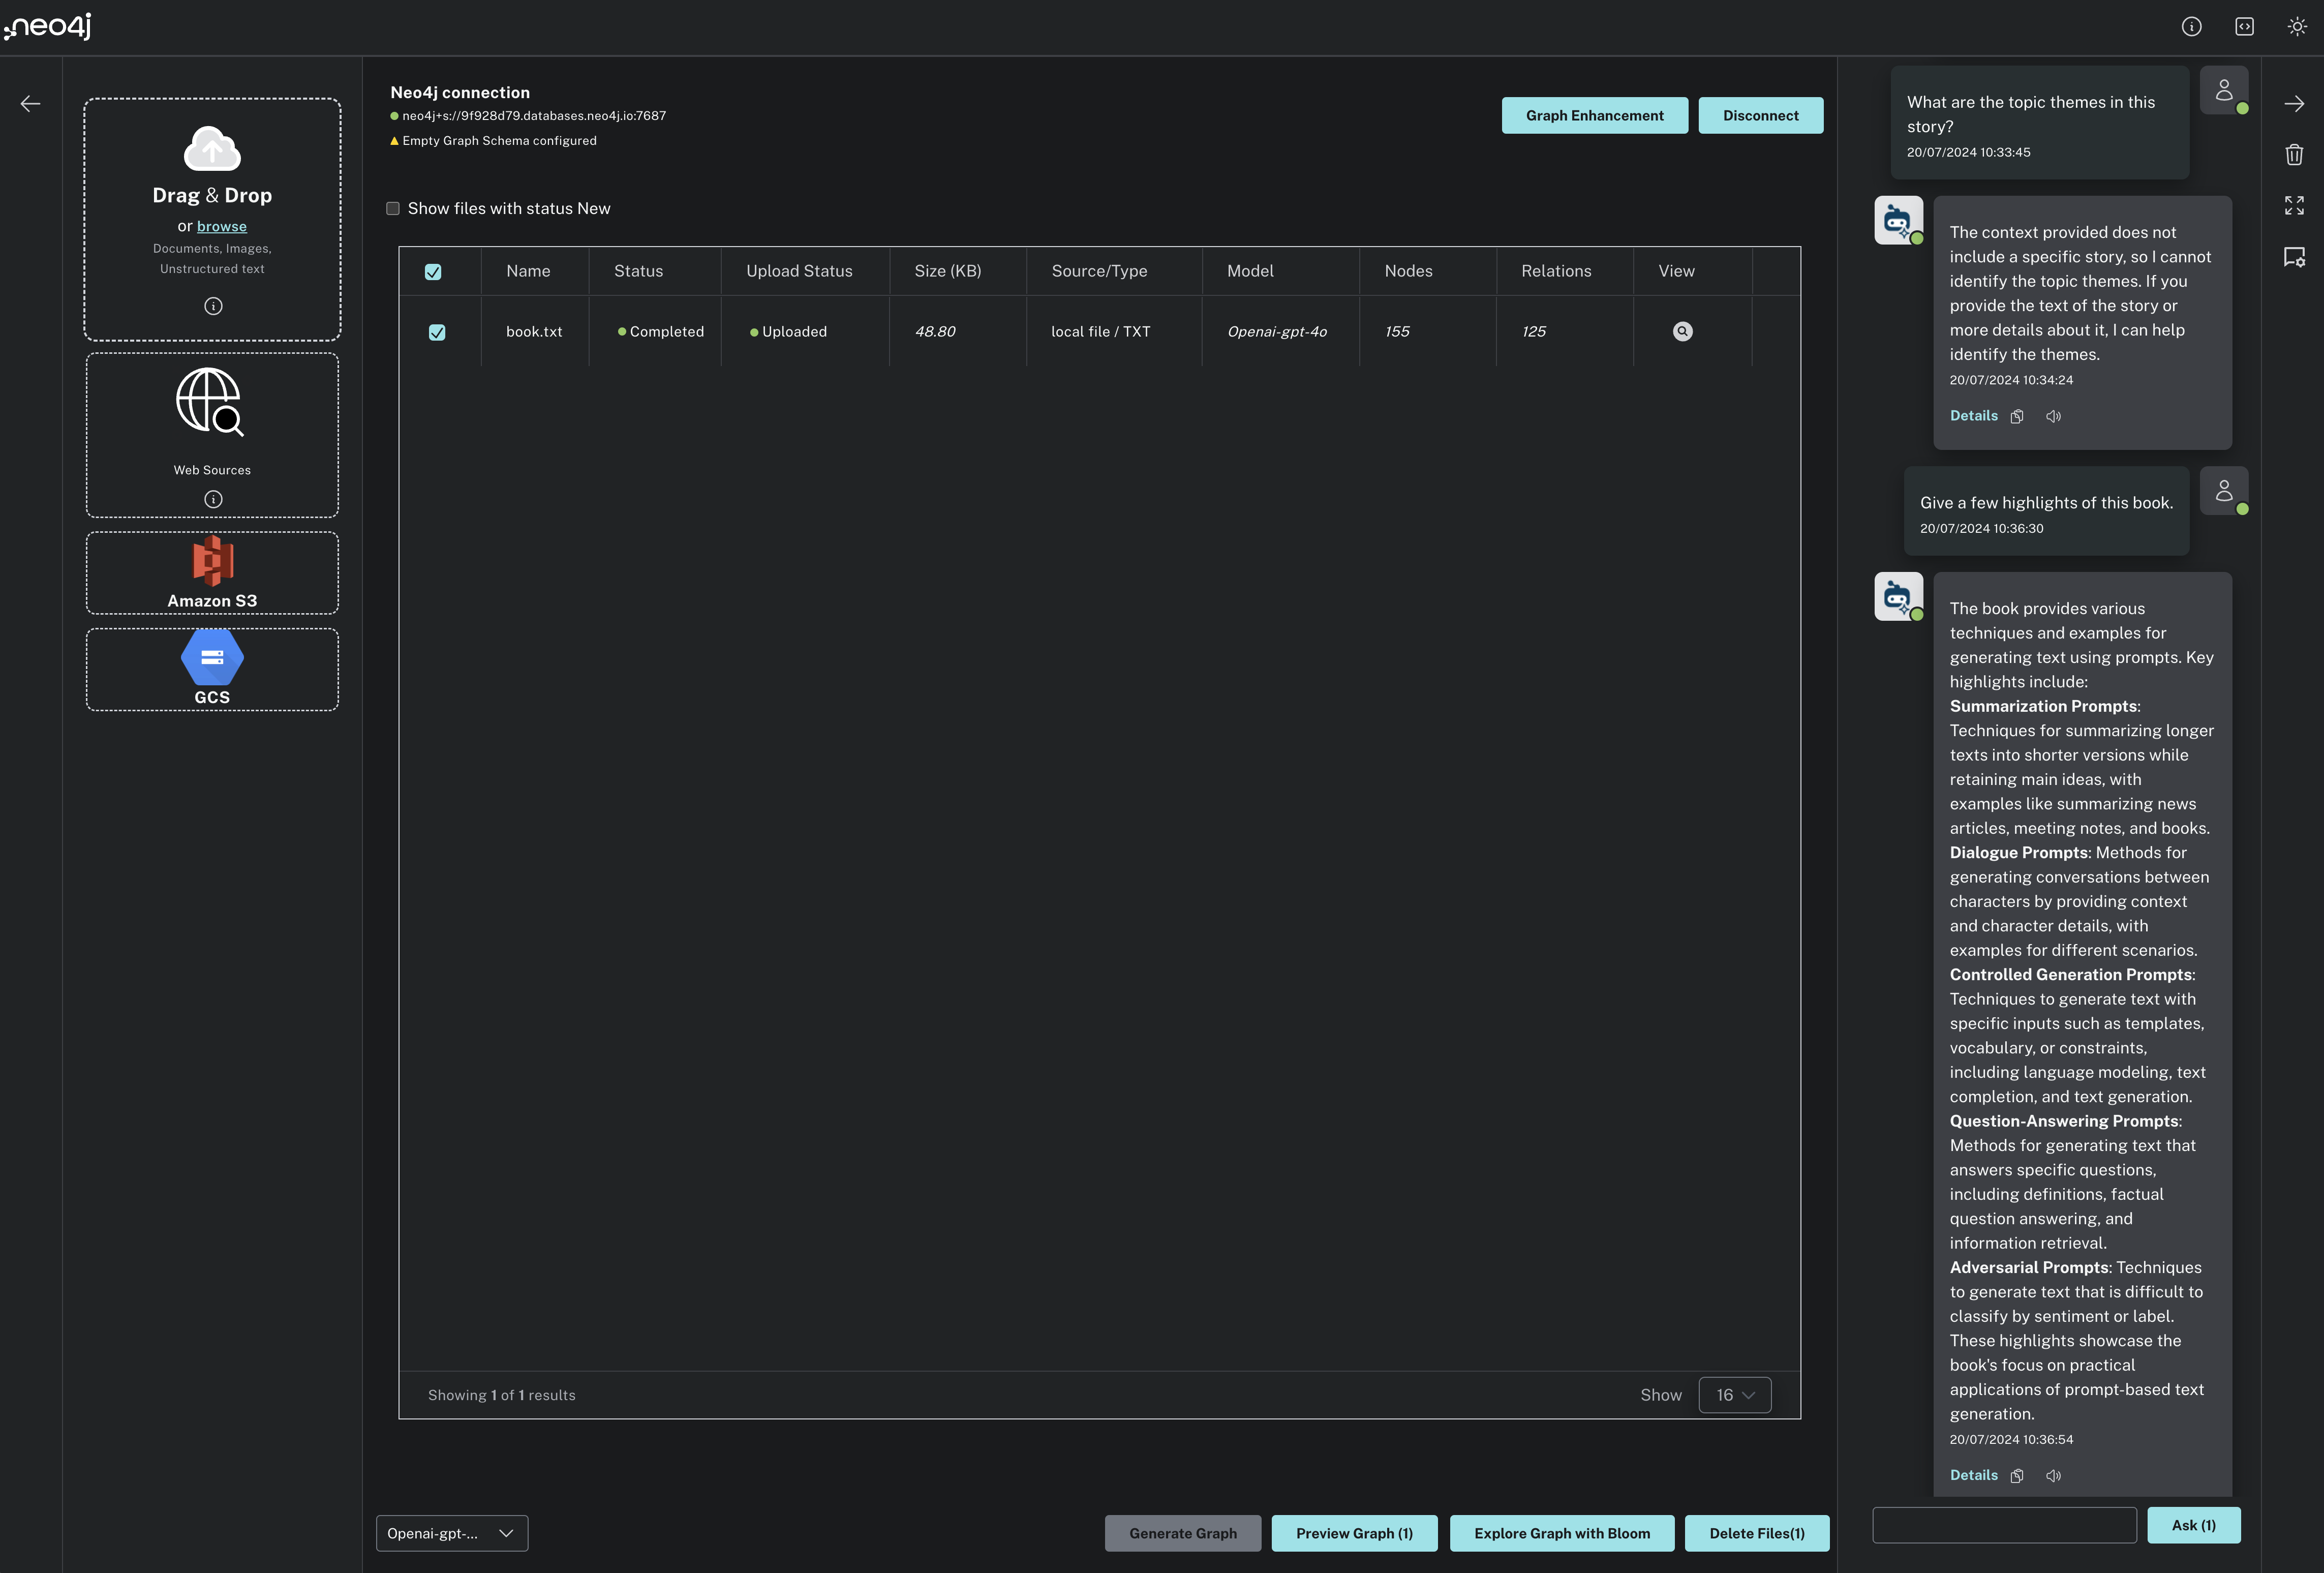 neo4j
Drag & Drop
or browse
Documents, Images,
Unstructured text
Web Sources
Amazon S3
GCS
Neo4j connection
neo4j+s://9f928d79.databases.neo4j.io:7687
Empty Graph Schema configured
Graph Enhancement
Disconnect
Show files with status New
Name Status Upload Status Size (KB) Source/Type Model Nodes Relations View
book.txt Completed Uploaded 48.80 local file / TXT Openai-gpt-4o 155 125
Showing 1 of 1 results
Show 16
Openai-gpt-...
Generate Graph
Preview Graph (1)
Explore Graph with Bloom
Delete Files(1)
What are the topic themes in this
story?
20/07/2024 10:33:45
The context provided does not
include a specific story, so I cannot
identify the topic themes. If you
provide the text of the story or
more details about it, I can help
identify the themes.
20/07/2024 10:34:24
Details
Give a few highlights of this book.
20/07/2024 10:36:30
The book provides various
techniques and examples for
generating text using prompts. Key
highlights include:
Summarization Prompts:
Techniques for summarizing longer
texts into shorter versions while
retaining main ideas, with
examples like summarizing news
articles, meeting notes, and books.
Dialogue Prompts: Methods for
generating conversations between
characters by providing context
and character details, with
examples for different scenarios.
Controlled Generation Prompts:
Techniques to generate text with
specific inputs such as templates,
vocabulary, or constraints,
including language modeling, text
completion, and text generation.
Question-Answering Prompts:
Methods for generating text that
answers specific questions,
including definitions, factual
question answering, and
information retrieval.
Adversarial Prompts: Techniques
to generate text that is difficult to
classify by sentiment or label.
These highlights showcase the
book's focus on practical
applications of prompt-based text
generation.
20/07/2024 10:36:54
Details
Ask (1)